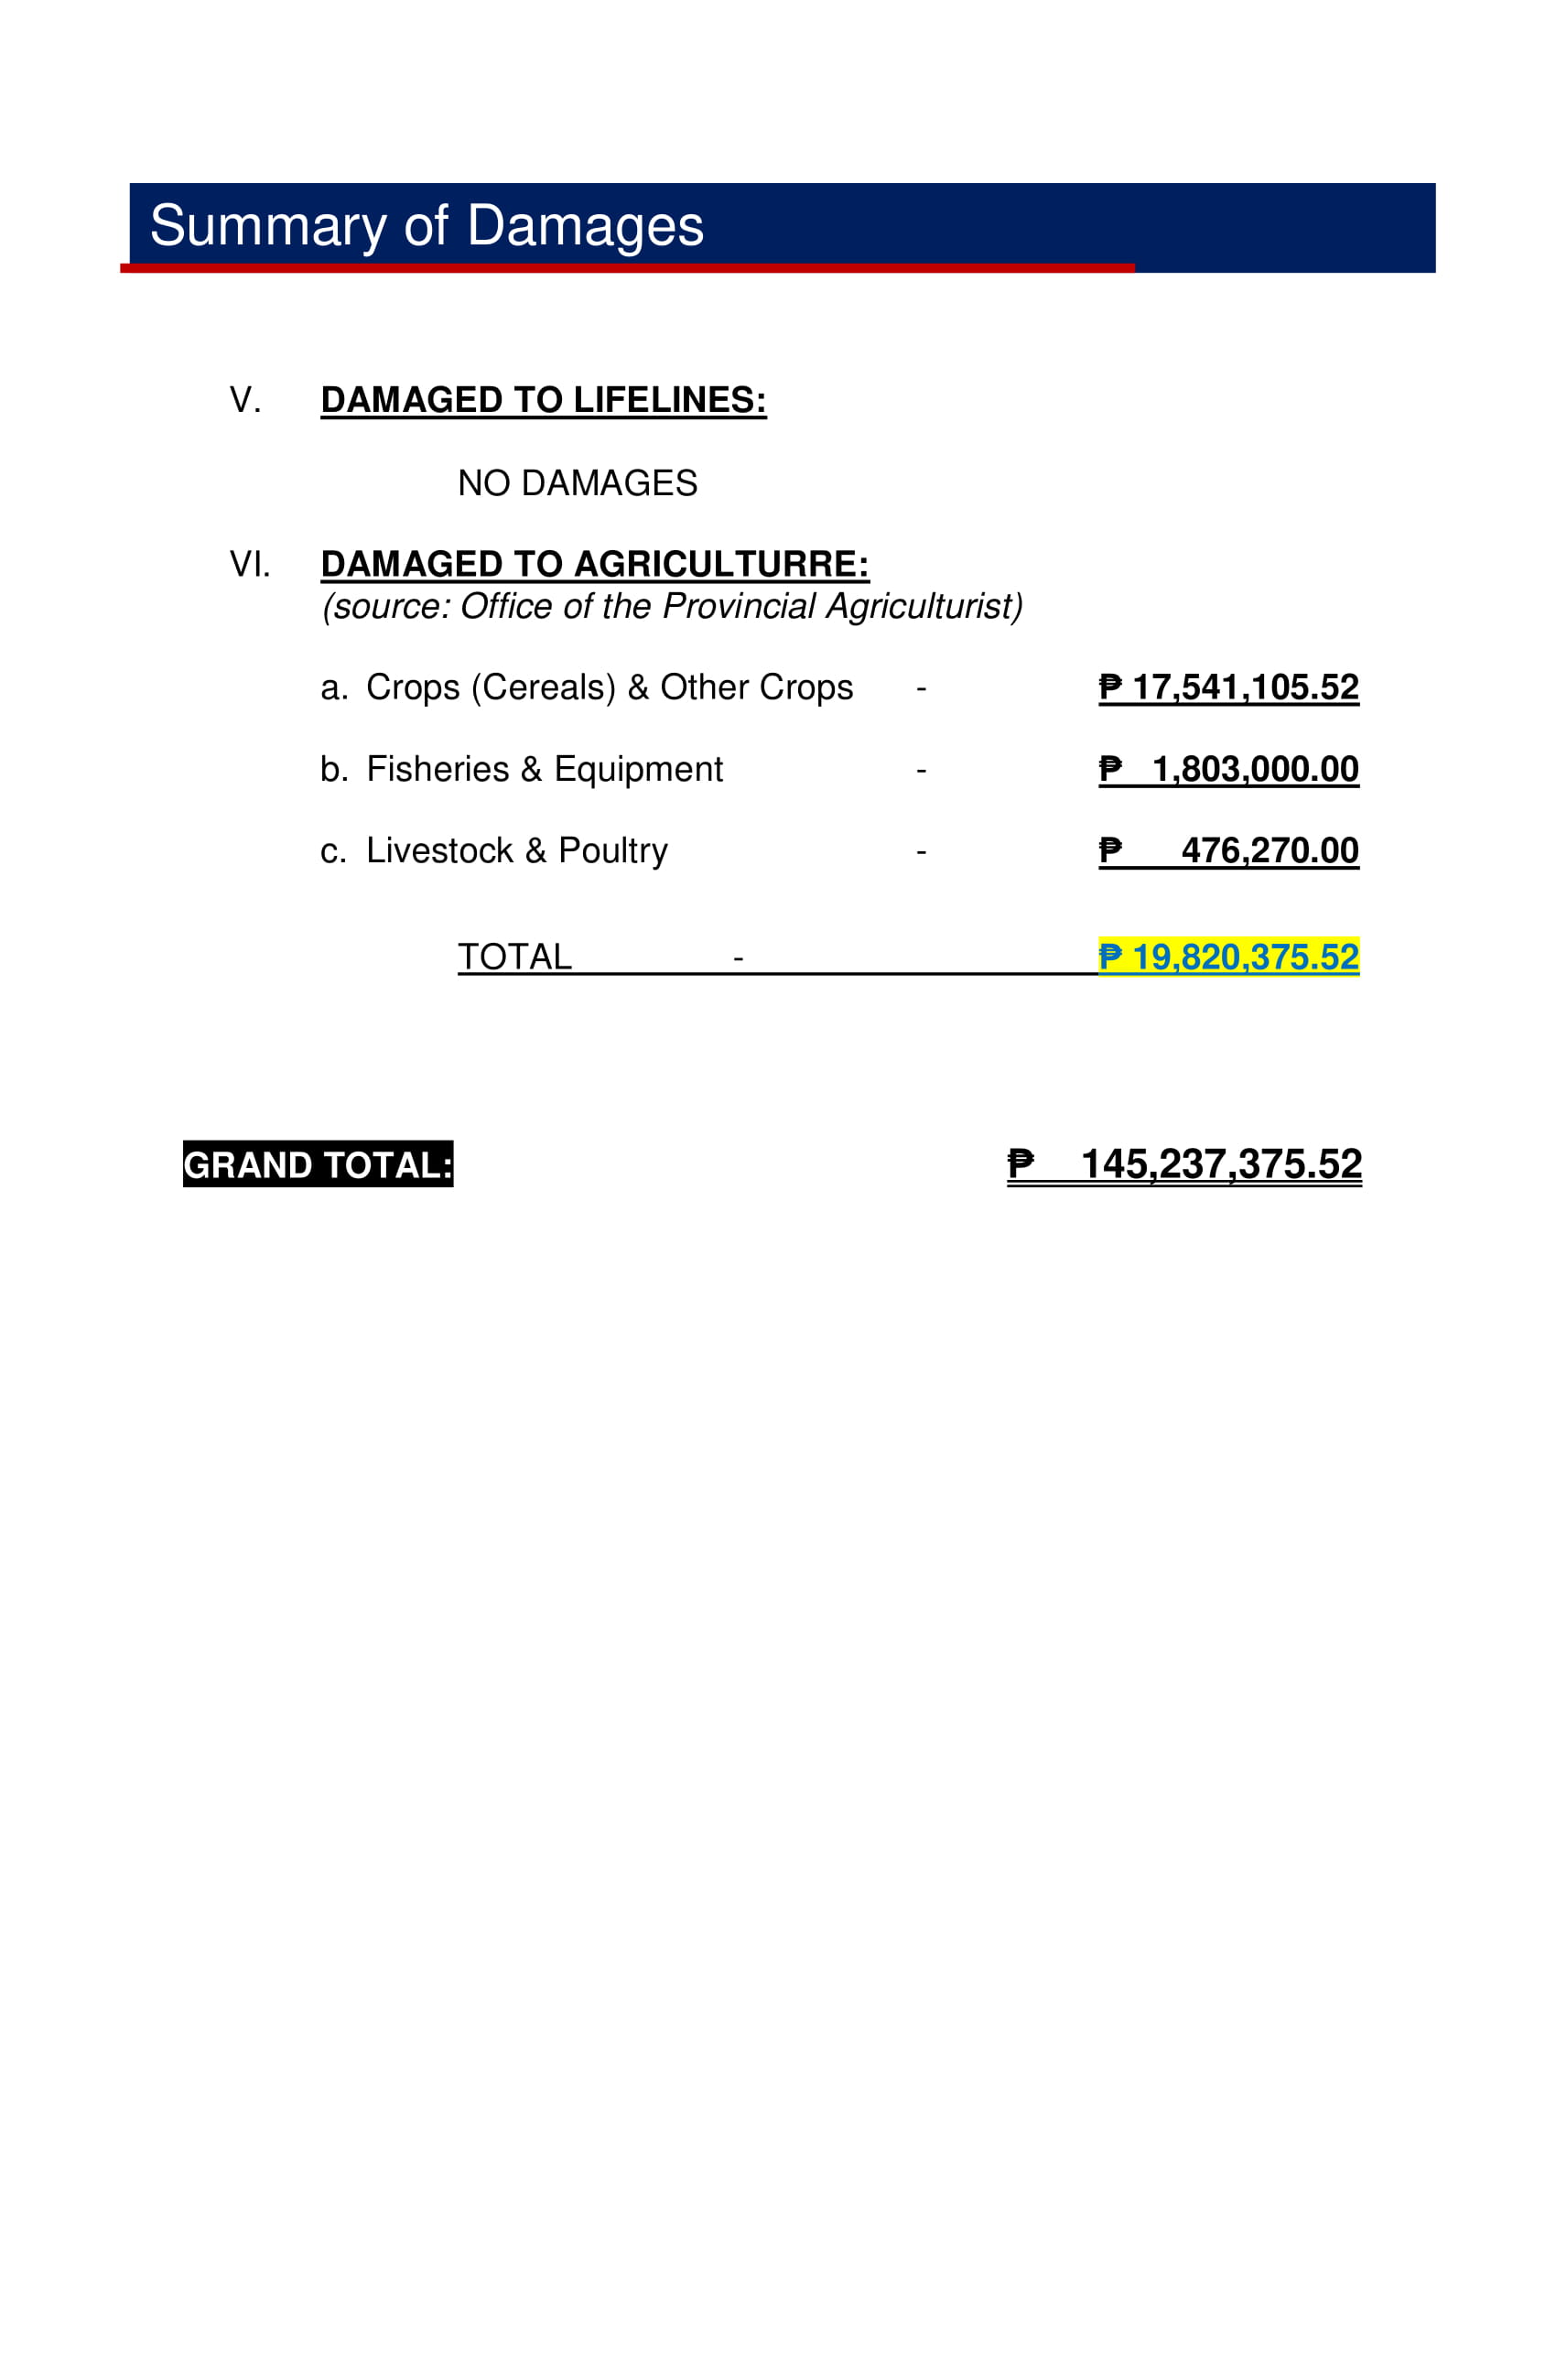 Summary of Damages
V. DAMAGED TO LIFELINES:
NO DAMAGES
VI. DAMAGED TO AGRICULTURRE:
(source: Office of the Provincial Agriculturist)
a. Crops (Cereals) & Other Crops - ₱ 17,541,105.52
b. Fisheries & Equipment - ₱ 1,803,000.00
c. Livestock & Poultry - ₱ 476,270.00
TOTAL - ₱ 19,820,375.52
GRAND TOTAL: ₱ 145,237,375.52